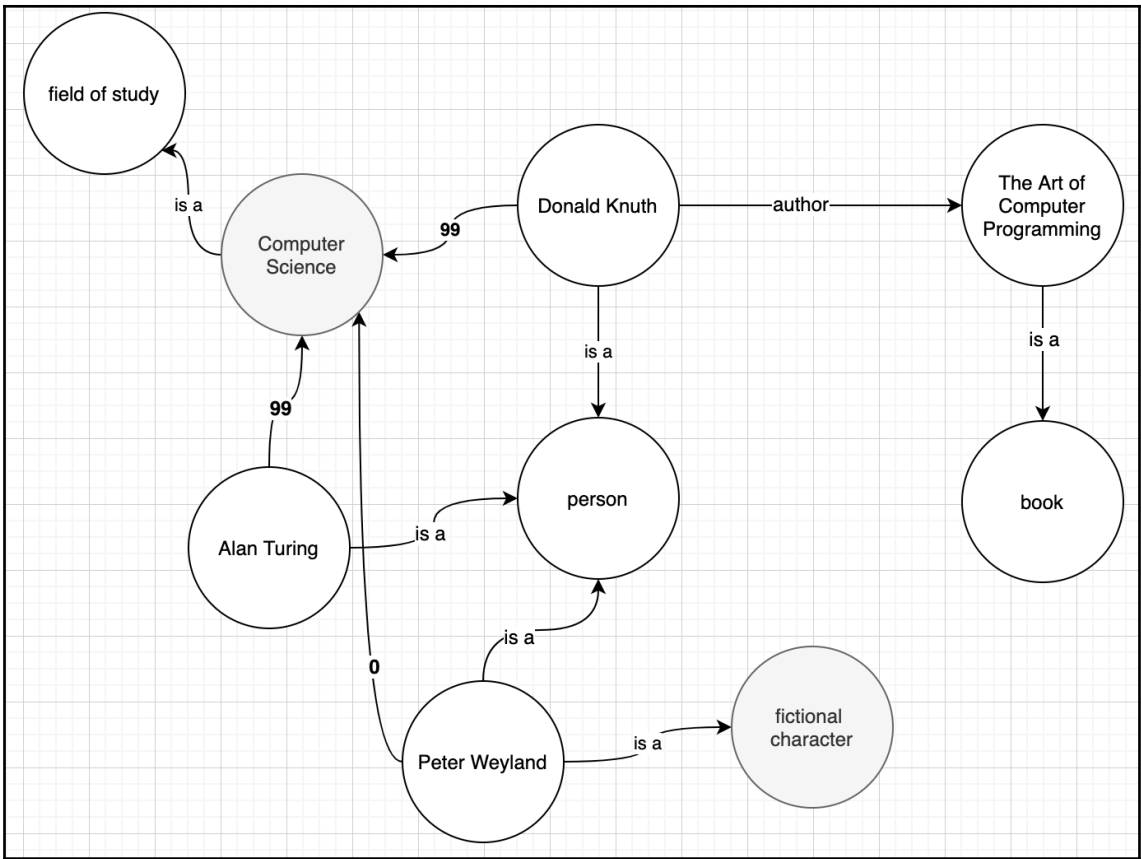 field of study
is a
Computer
Science
99
Donald Knuth
author
The Art of
Computer
Programming
is a
is a
99
Alan Turing
is a
person
book
0
is a
Peter Weyland
is a
fictional
character